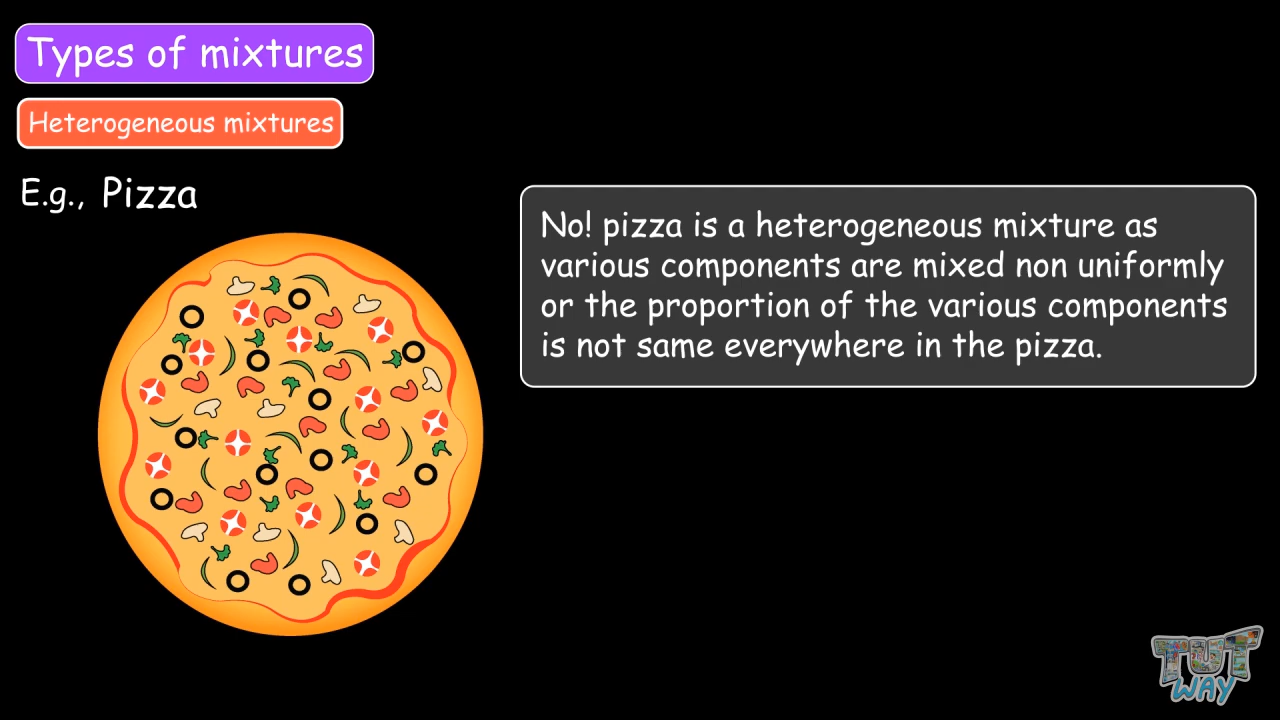 Types of mixtures
Heterogeneous mixtures
E.g., Pizza
No! pizza is a heterogeneous mixture as
various components are mixed non uniformly
or the proportion of the various components
is not same everywhere in the pizza.
TUT
WAY